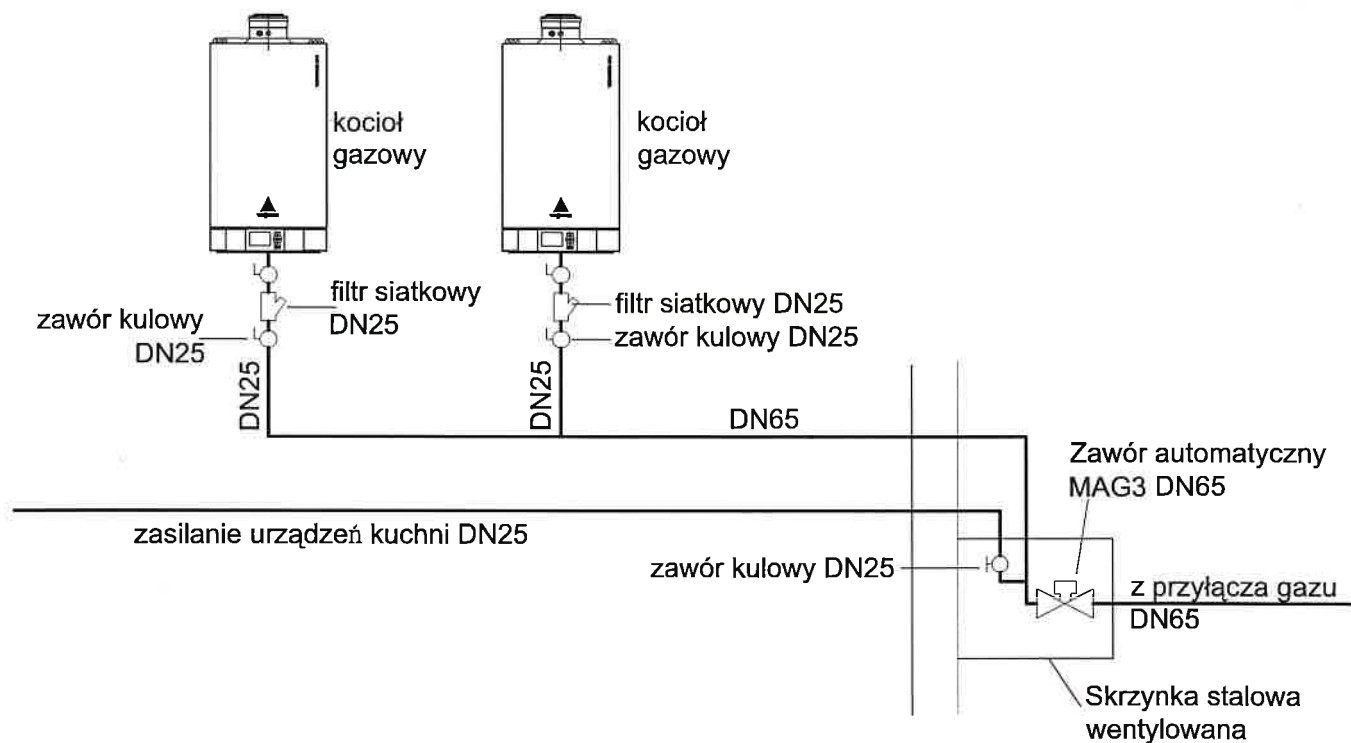 kocioł
gazowy
kocioł
gazowy
filtr siatkowy
DN25
zawór kulowy
DN25
filtr siatkowy DN25
zawór kulowy DN25
DN25
DN25
DN65
Zawór automatyczny
MAG3 DN65
zasilanie urządzeń kuchni DN25
zawór kulowy DN25
z przyłącza gazu
DN65
Skrzynka stalowa
wentylowana